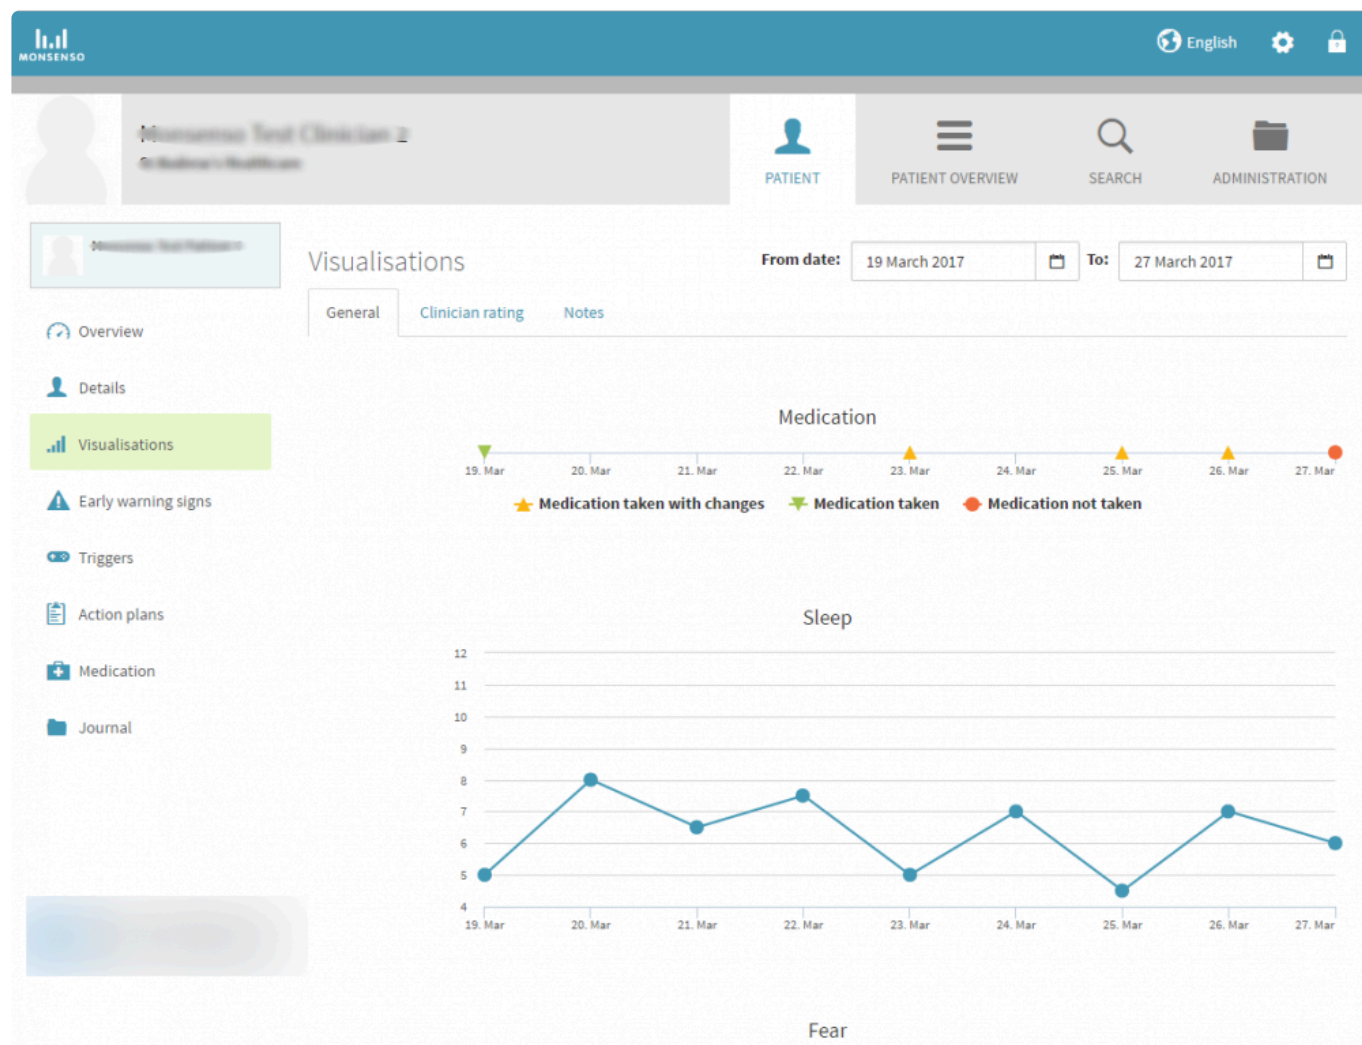 MONSENSO
English
PATIENT
PATIENT OVERVIEW
SEARCH
ADMINISTRATION
Visualisations
From date: 19 March 2017 To: 27 March 2017
General Clinician rating Notes
Overview
Details
Visualisations
Early warning signs
Triggers
Action plans
Medication
Journal
Medication
19. Mar 20. Mar 21. Mar 22. Mar 23. Mar 24. Mar 25. Mar 26. Mar 27. Mar
Medication taken with changes Medication taken Medication not taken
Sleep
12
11
10
9
8
7
6
5
4
19. Mar 20. Mar 21. Mar 22. Mar 23. Mar 24. Mar 25. Mar 26. Mar 27. Mar
Fear